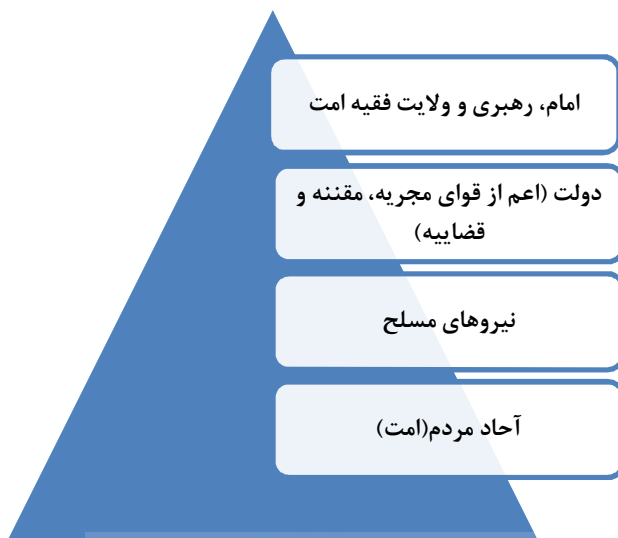 امام، رهبری و ولایت فقیه امت
دولت (اعم از قوای مجریه، مقننه و
قضاییه)
نیروهای مسلح
آحاد مردم(امت)